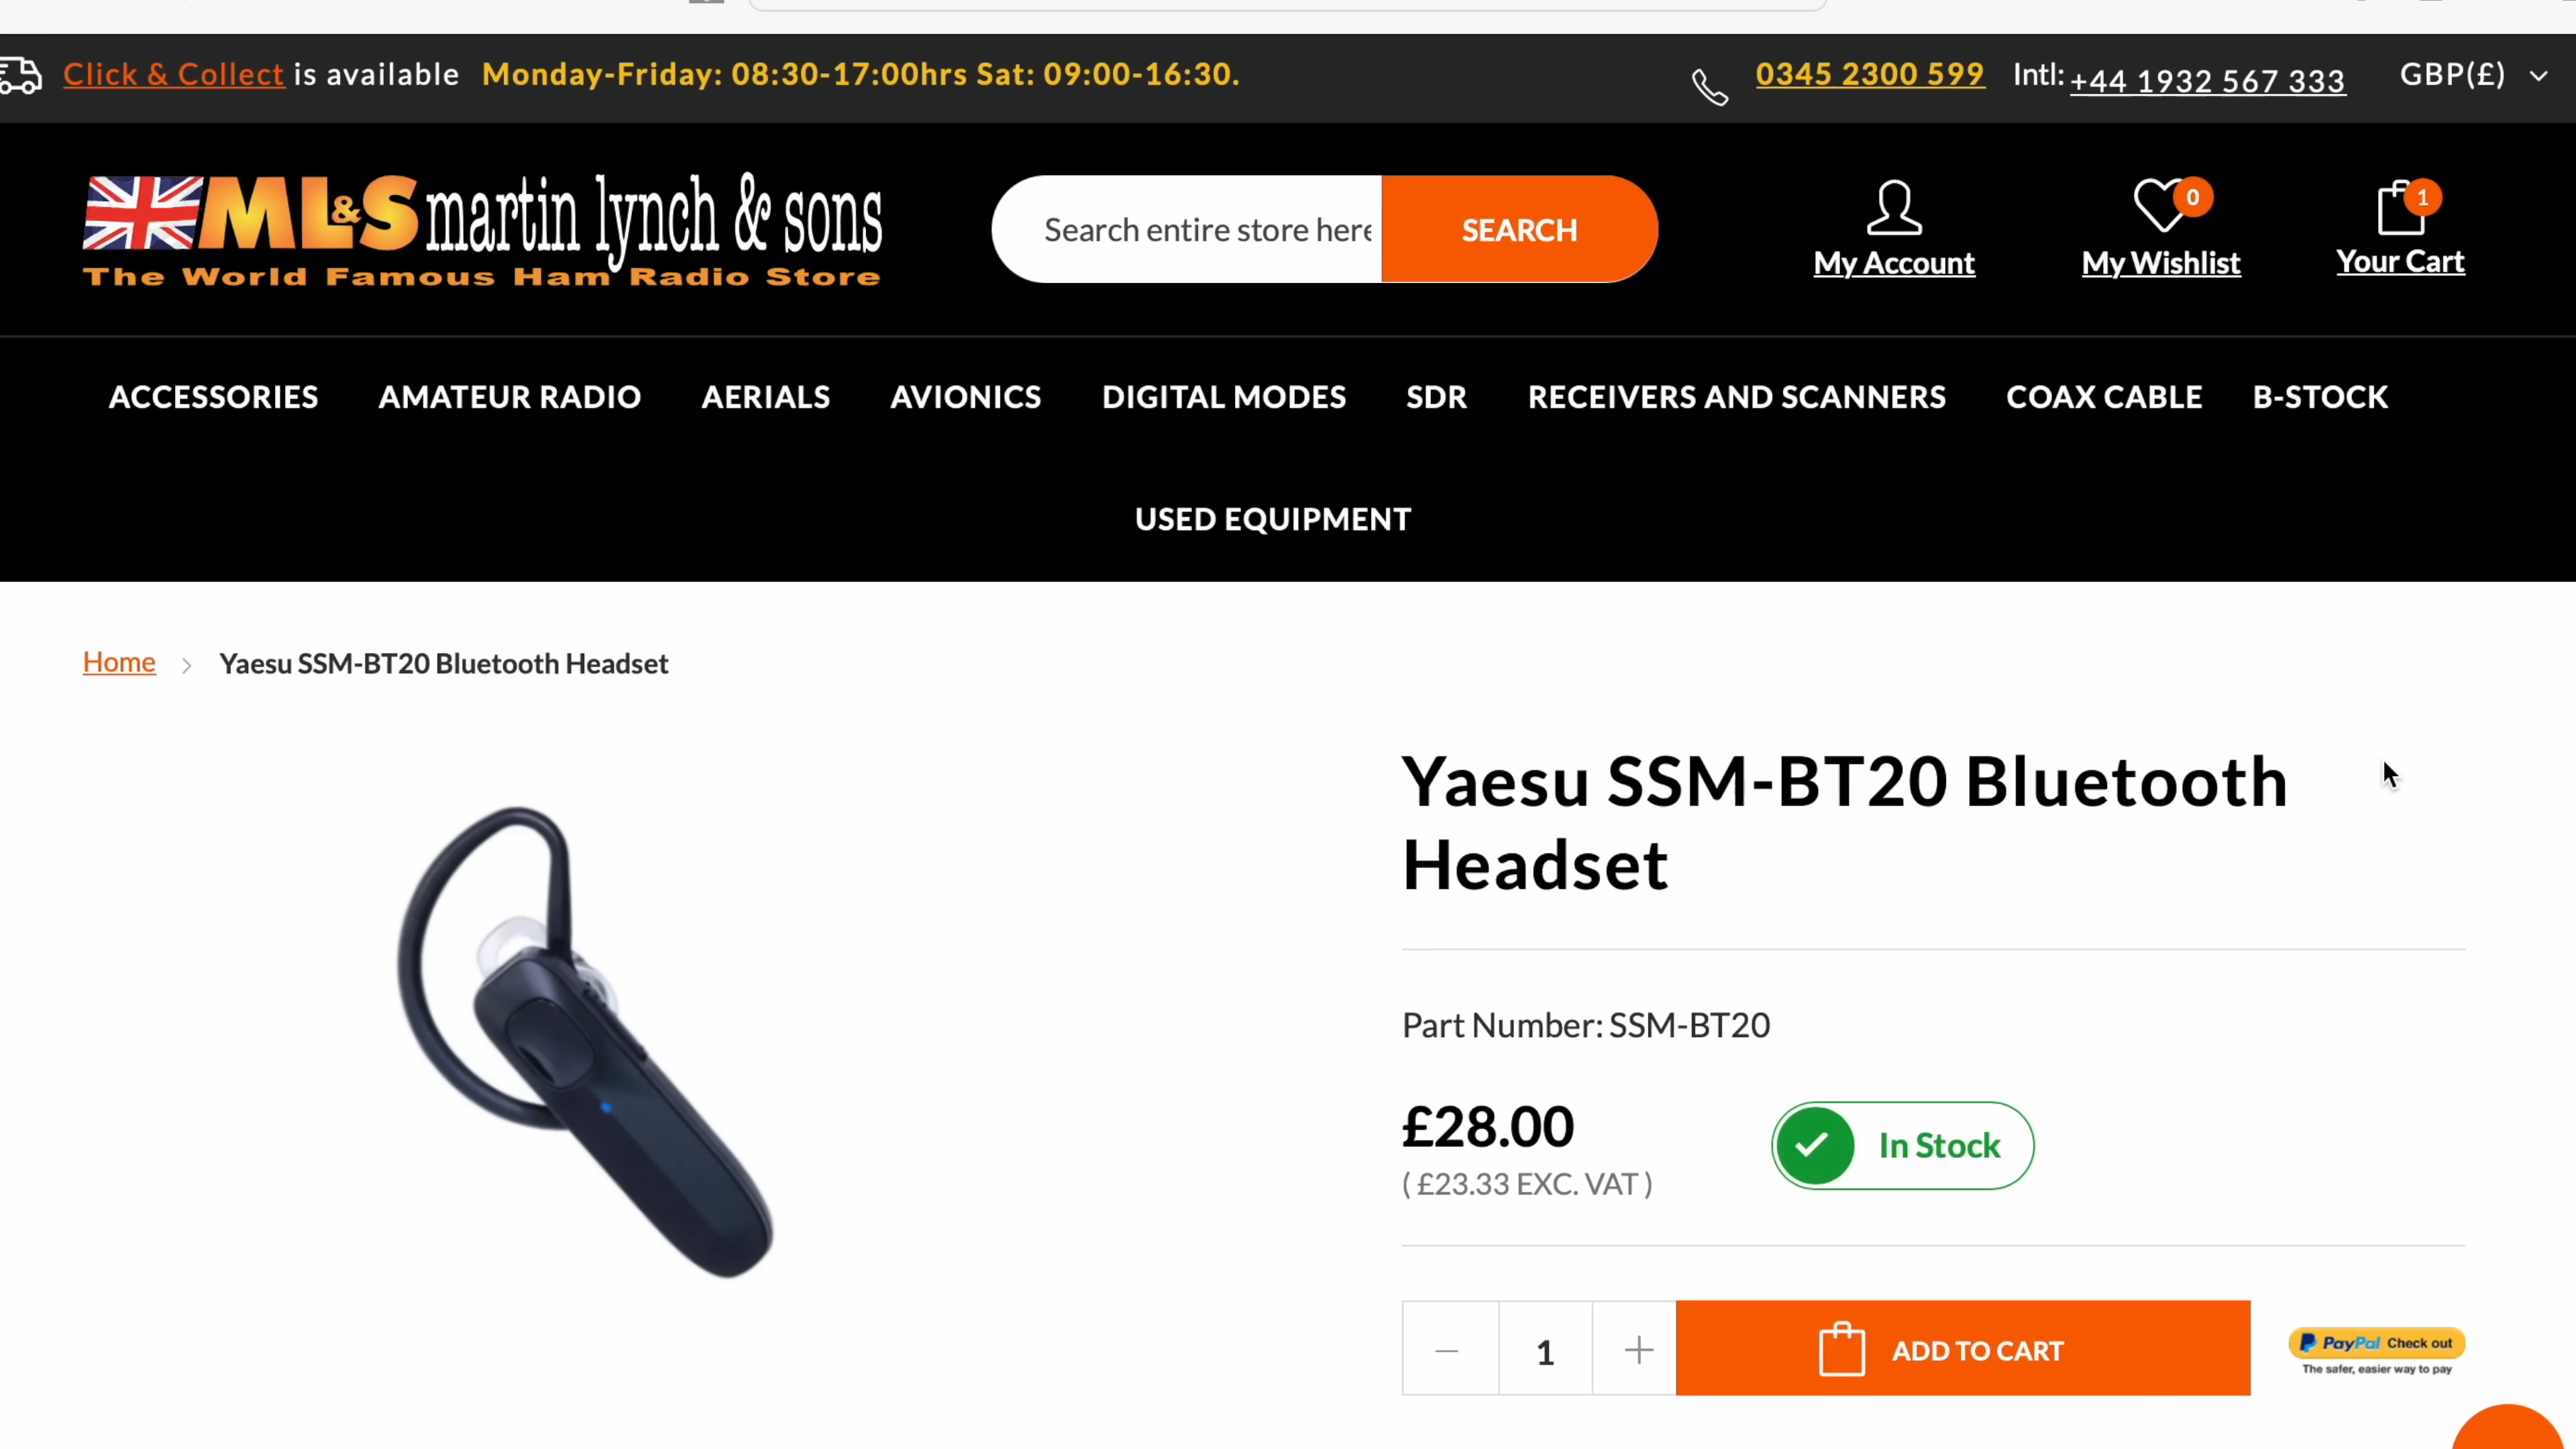 Click & Collect is available Monday-Friday: 08:30-17:00hrs Sat: 09:00-16:30.
0345 2300 599 Intl: +44 1932 567 333 GBP(£)
ML&S martin lynch & sons
The World Famous Ham Radio Store
Search entire store here
SEARCH
My Account
0
My Wishlist
1
Your Cart
ACCESSORIES AMATEUR RADIO AERIALS AVIONICS DIGITAL MODES SDR RECEIVERS AND SCANNERS COAX CABLE B-STOCK
USED EQUIPMENT
Home > Yaesu SSM-BT20 Bluetooth Headset
Yaesu SSM-BT20 Bluetooth
Headset
Part Number: SSM-BT20
£28.00
( £23.33 EXC. VAT )
In Stock
− 1 +
ADD TO CART
PayPal Check out
The safer, easier way to pay